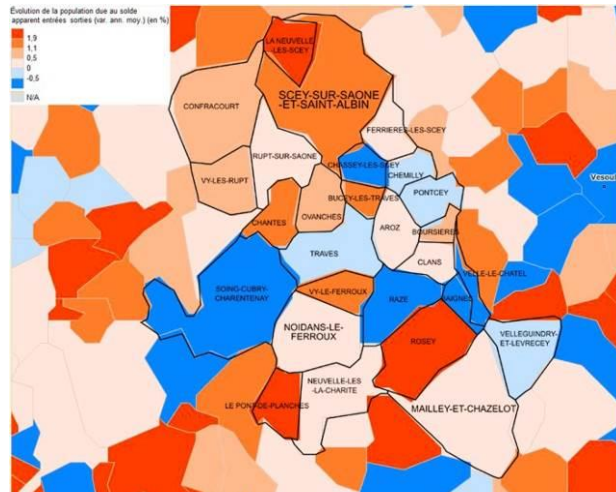 Évolution de la population due au solde
apparent entrées sorties (var. ann. moy.) (en %)
1,9
1,1
0,5
0
-0,5
N/A
LA NEUVELLE
-LES-SCEY
SCEY-SUR-SAONE
-ET-SAINT-ALBIN
CONFRACOURT
FERRIERES-LES-SCEY
RUPT-SUR-SAONE
CHASSEY-LES-SCEY
CHEMILLY
VY-LES-RUPT
PONTCEY
Vesoul
BUCEY-LES-TRAVES
OVANCHES
CHANTES
AROZ
BOURSIERES
TRAVES
CLANS
VELLE-LE-CHATEL
SOING-CUBRY-
CHARENTENAY
VY-LE-FERROUX
RAZE
BAIGNES
NOIDANS-LE-
FERROUX
ROSEY
VELLEGUINDRY-
ET-LEVRECEY
NEUVELLE-LES
-LA-CHARITE
LE PONT-DE-PLANCHES
MAILLEY-ET-CHAZELOT